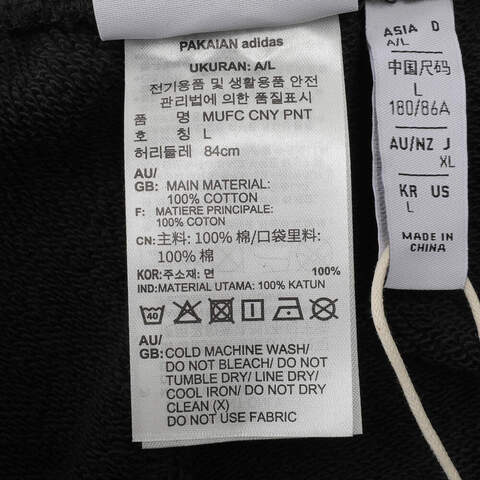 PAKAIAN adidas
UKURAN: A/L
전기용품 및 생활용품 안전
관리법에 의한 품질표시
품 명 MUFC CNY PNT
호 칭 L
허리둘레 84cm
AU/
GB: MAIN MATERIAL:
100% COTTON
F: MATIERE PRINCIPALE:
100% COTON
CN: 主料: 100% 棉/口袋里料:
100% 棉
KOR: 주소재: 면 100%
IND: MATERIAL UTAMA: 100% KATUN
40
AU/
GB: COLD MACHINE WASH/
DO NOT BLEACH/ DO NOT
TUMBLE DRY/ LINE DRY/
COOL IRON/ DO NOT DRY
CLEAN (X)
DO NOT USE FABRIC
ASIA D
A/L
中国尺码
L
180/86A
AU/NZ J
XL
KR US
L
MADE IN
CHINA